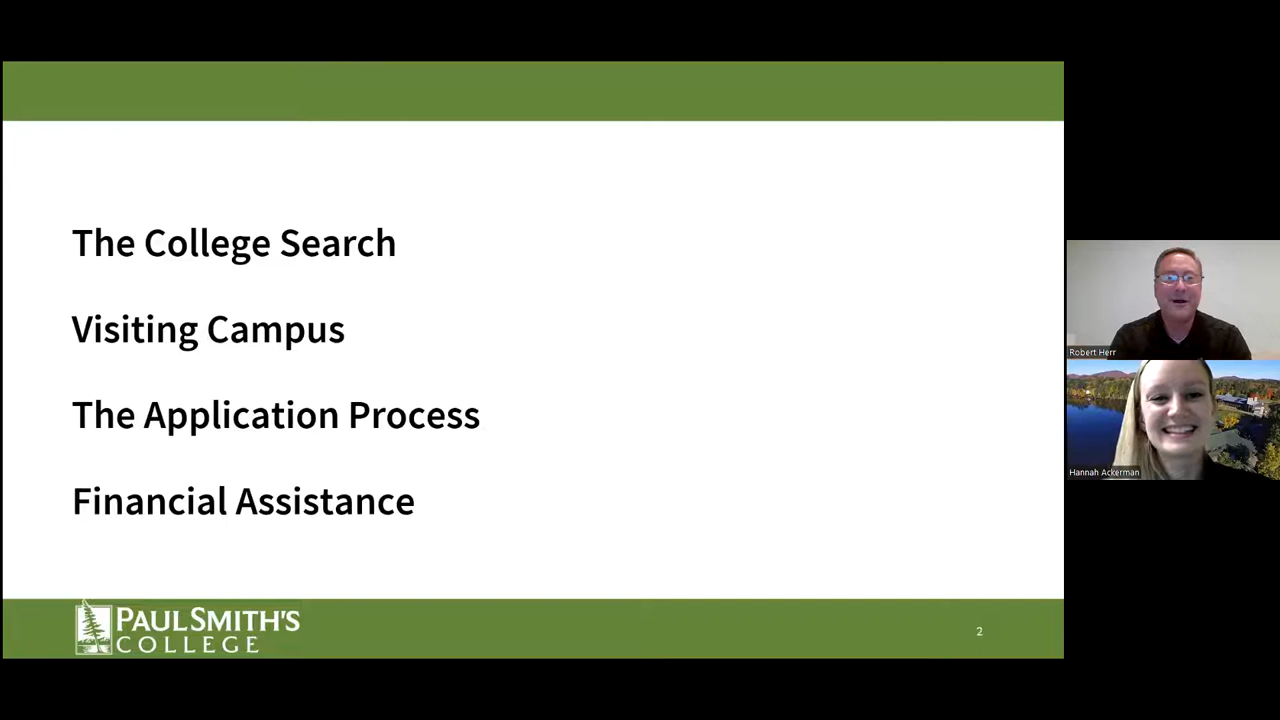 The College Search
Visiting Campus
The Application Process
Financial Assistance
PAUL SMITH'S
COLLEGE
2
Robert Herr
Hannah Ackerman